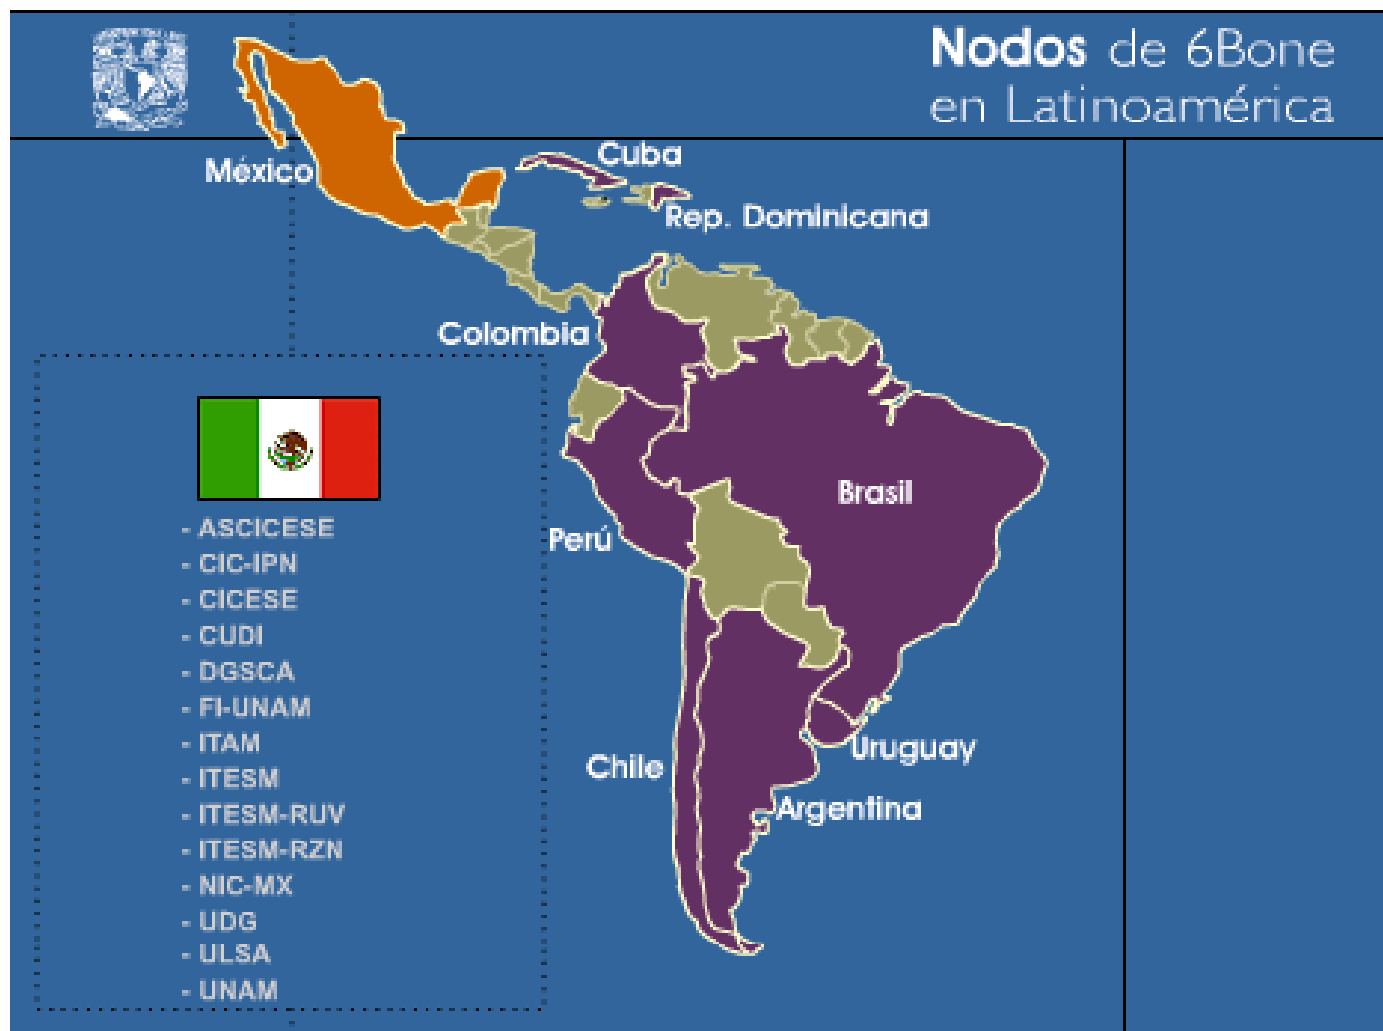 Nodos de 6Bone
en Latinoamérica
México
Cuba
Rep. Dominicana
Colombia
Brasil
Perú
Uruguay
Chile
Argentina
- ASCICESE
- CIC-IPN
- CICESE
- CUDI
- DGSCA
- FI-UNAM
- ITAM
- ITESM
- ITESM-RUV
- ITESM-RZN
- NIC-MX
- UDG
- ULSA
- UNAM